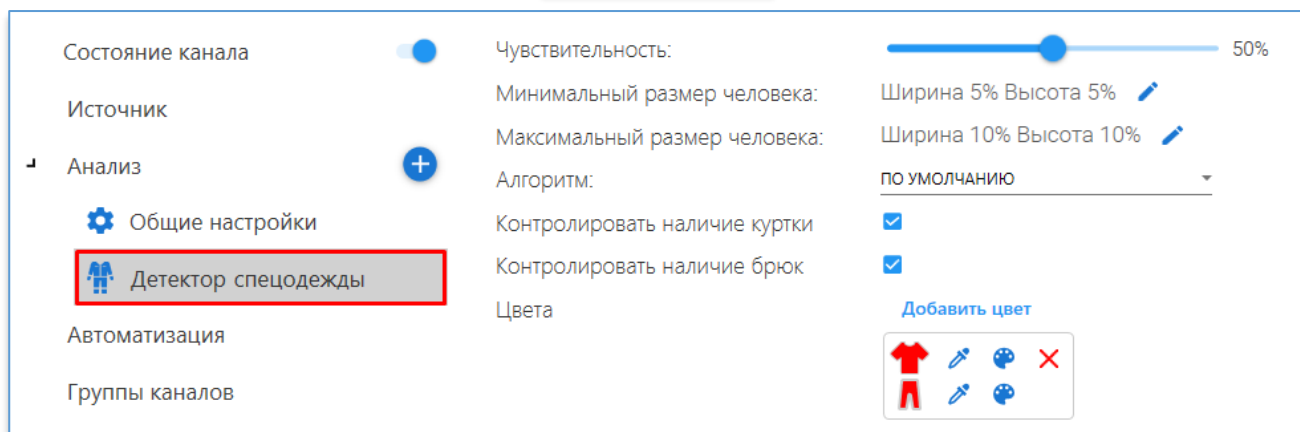 Состояние канала
Источник
Анализ
Общие настройки
Детектор спецодежды
Автоматизация
Группы каналов
Чувствительность: 50%
Минимальный размер человека: Ширина 5% Высота 5%
Максимальный размер человека: Ширина 10% Высота 10%
Алгоритм: ПО УМОЛЧАНИЮ
Контролировать наличие куртки
Контролировать наличие брюк
Цвета Добавить цвет